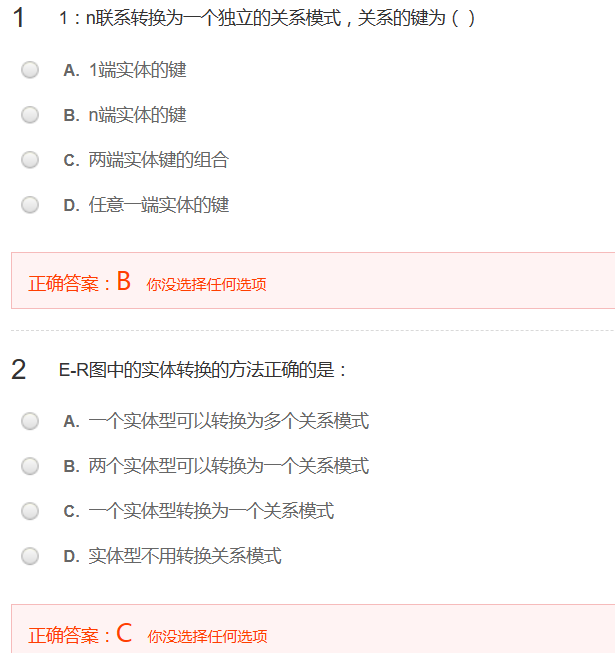 1 1：n联系转换为一个独立的关系模式，关系的键为（ ）
A. 1端实体的键
B. n端实体的键
C. 两端实体键的组合
D. 任意一端实体的键
正确答案：B 你没选择任何选项
2 E-R图中的实体转换的方法正确的是：
A. 一个实体型可以转换为多个关系模式
B. 两个实体型可以转换为一个关系模式
C. 一个实体型转换为一个关系模式
D. 实体型不用转换关系模式
正确答案：C 你没选择任何选项